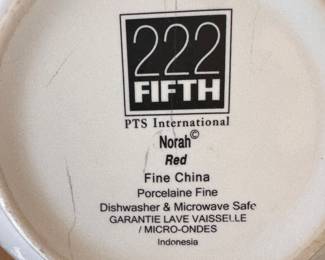 222
FIFTH
PTS International
Norah©
Red
Fine China
Porcelaine Fine
Dishwasher & Microwave Safe
GARANTIE LAVE VAISSELLE
/ MICRO-ONDES
Indonesia